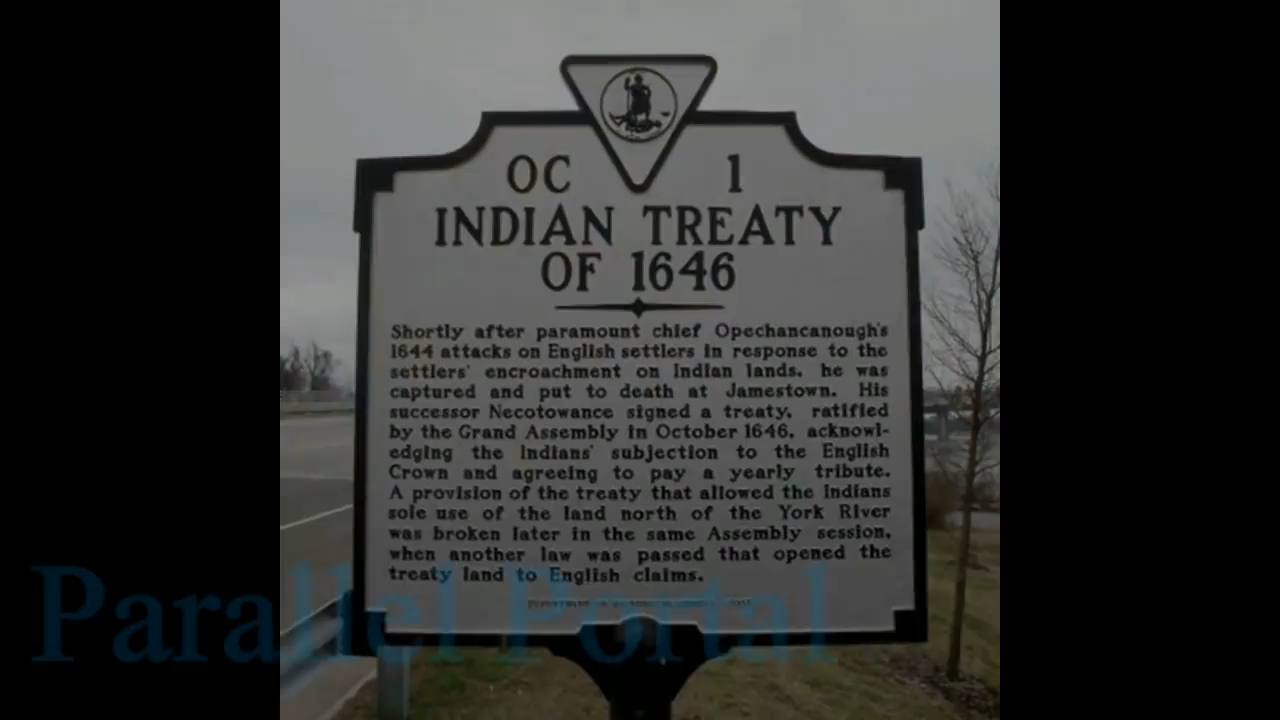 OC 1
INDIAN TREATY
OF 1646
Shortly after paramount chief Opechancanough's
1644 attacks on English settlers in response to the
settlers' encroachment on Indian lands, he was
captured and put to death at Jamestown. His
successor Necotowance signed a treaty, ratified
by the Grand Assembly in October 1646, acknowl-
edging the Indians' subjection to the English
Crown and agreeing to pay a yearly tribute.
A provision of the treaty that allowed the Indians
sole use of the land north of the York River
was broken later in the same Assembly session,
when another law was passed that opened the
treaty land to English claims.
Parallel Portal